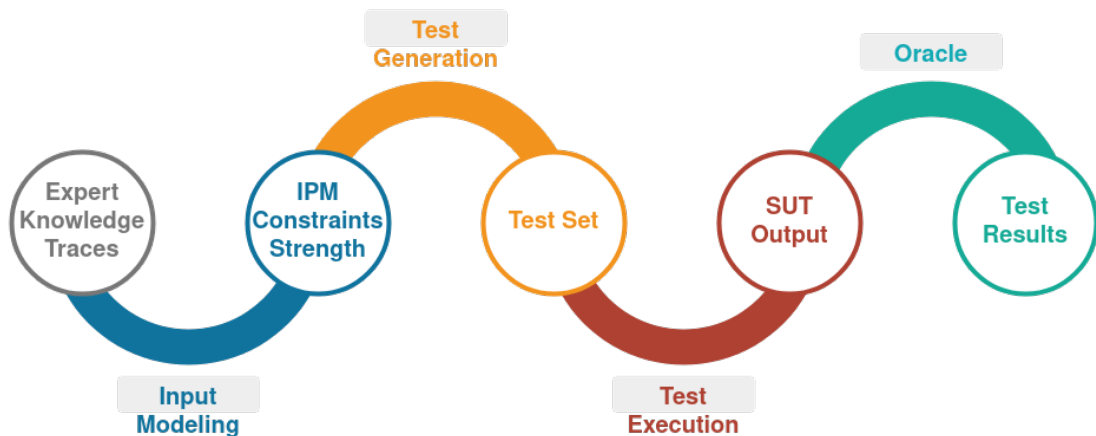 Test
Generation
Oracle
Expert
Knowledge
Traces
IPM
Constraints
Strength
Test Set
SUT
Output
Test
Results
Input
Modeling
Test
Execution